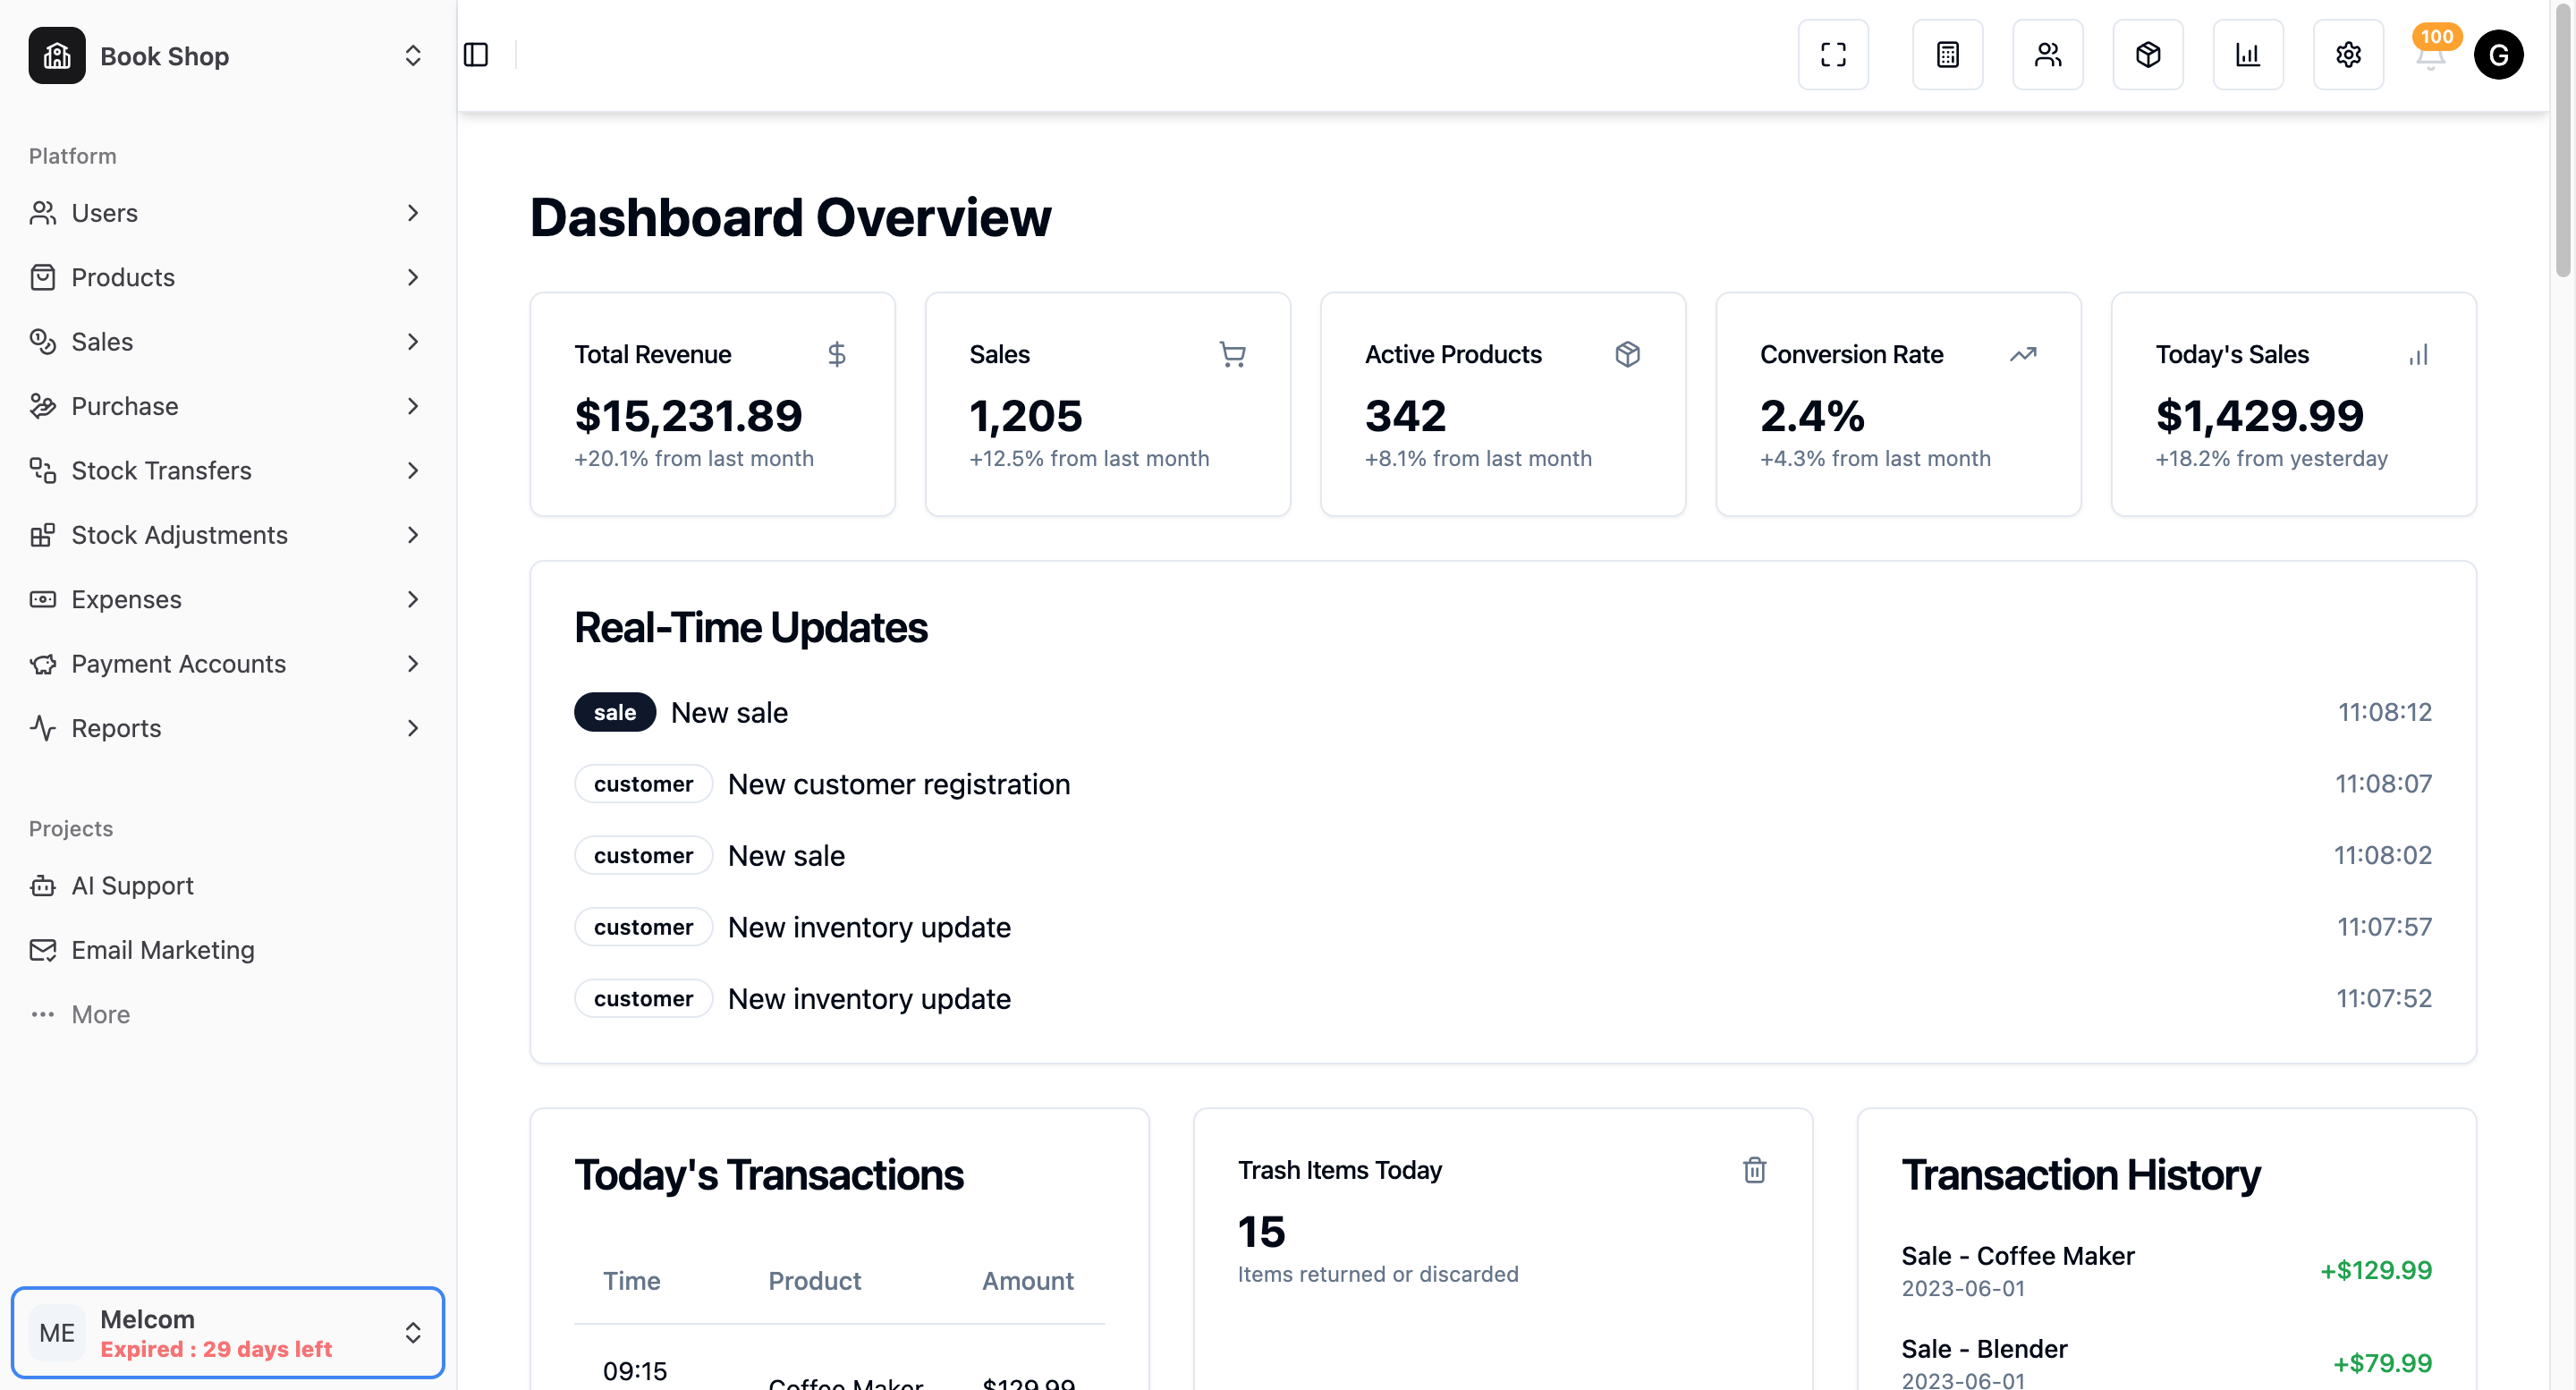 Book Shop
Platform
Users
Products
Sales
Purchase
Stock Transfers
Stock Adjustments
Expenses
Payment Accounts
Reports
Projects
AI Support
Email Marketing
More
ME
Melcom
Expired : 29 days left
100
G
Dashboard Overview
Total Revenue
$15,231.89
+20.1% from last month
Sales
1,205
+12.5% from last month
Active Products
342
+8.1% from last month
Conversion Rate
2.4%
+4.3% from last month
Today's Sales
$1,429.99
+18.2% from yesterday
Real-Time Updates
sale New sale 11:08:12
customer New customer registration 11:08:07
customer New sale 11:08:02
customer New inventory update 11:07:57
customer New inventory update 11:07:52
Today's Transactions
Time Product Amount
09:15
Coffee Maker $129.99
Trash Items Today
15
Items returned or discarded
Transaction History
Sale - Coffee Maker
2023-06-01
+$129.99
Sale - Blender
2023-06-01
+$79.99